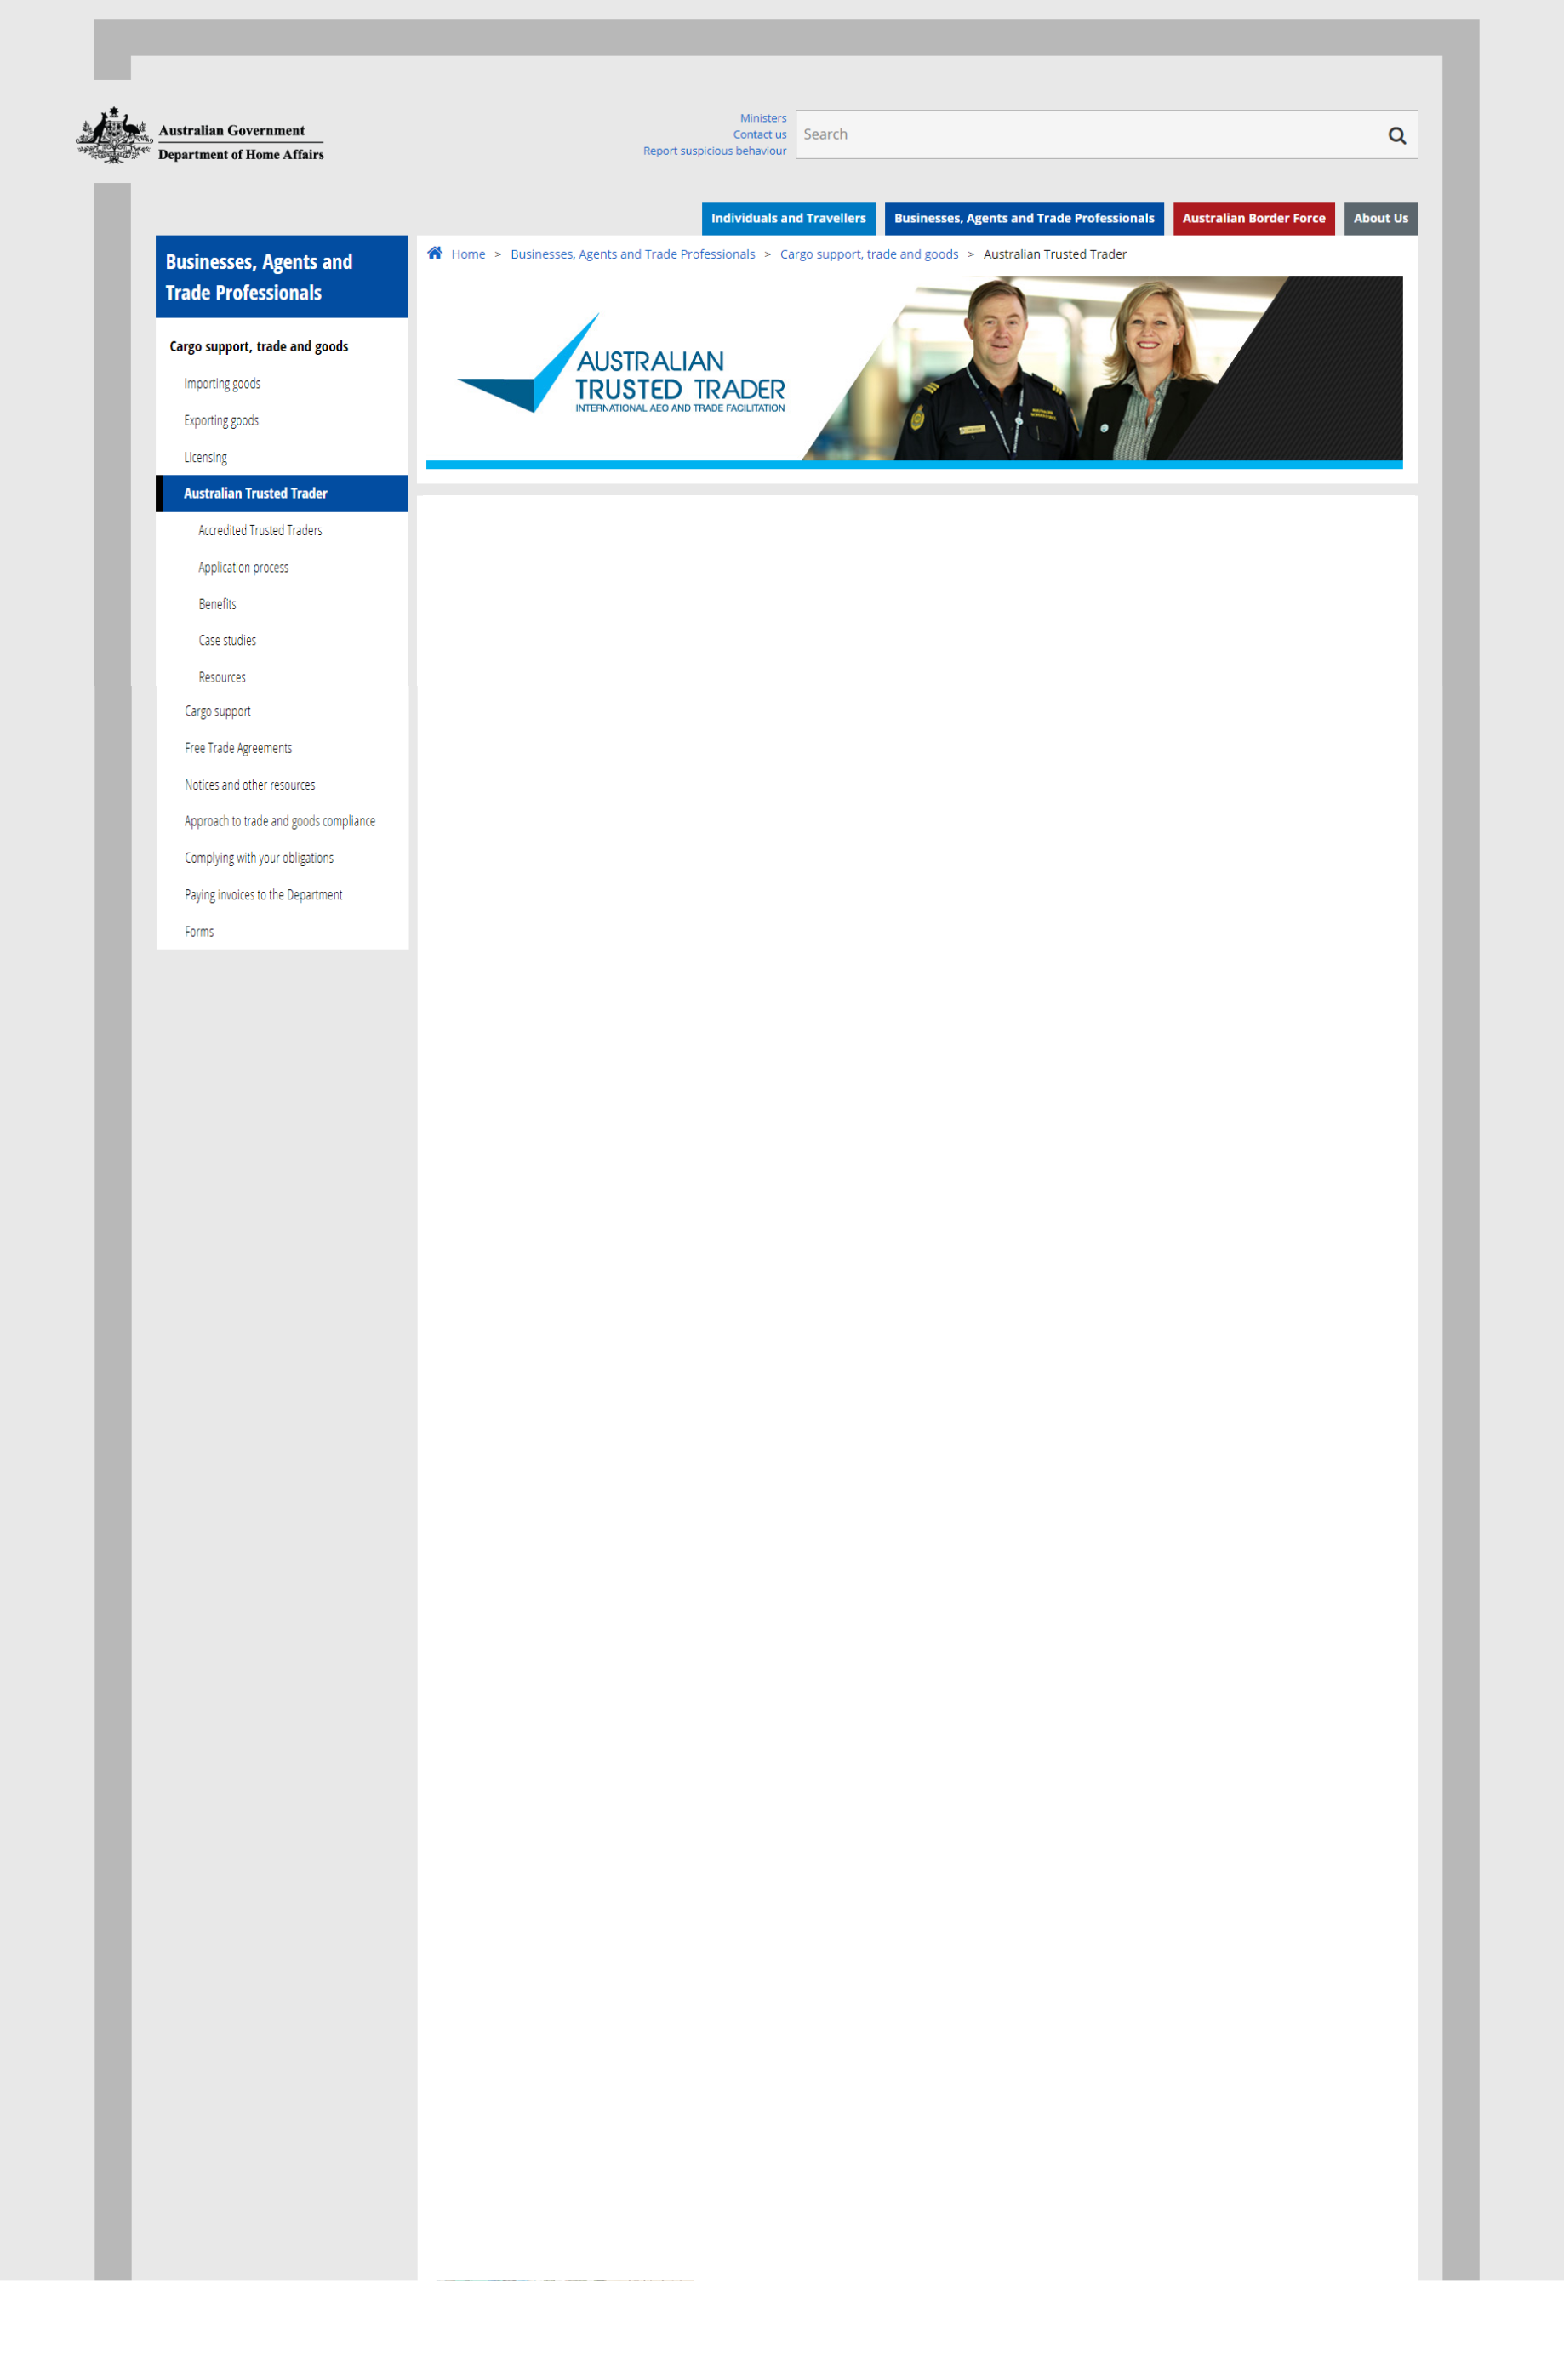 Australian Government
Department of Home Affairs
Ministers
Contact us
Report suspicious behaviour
Search
Individuals and Travellers
Businesses, Agents and Trade Professionals
Australian Border Force
About Us
Businesses, Agents and
Trade Professionals
Cargo support, trade and goods
Importing goods
Exporting goods
Licensing
Australian Trusted Trader
Accredited Trusted Traders
Application process
Benefits
Case studies
Resources
Cargo support
Free Trade Agreements
Notices and other resources
Approach to trade and goods compliance
Complying with your obligations
Paying invoices to the Department
Forms
Home > Businesses, Agents and Trade Professionals > Cargo support, trade and goods > Australian Trusted Trader
AUSTRALIAN
TRUSTED TRADER
INTERNATIONAL AEO AND TRADE FACILITATION